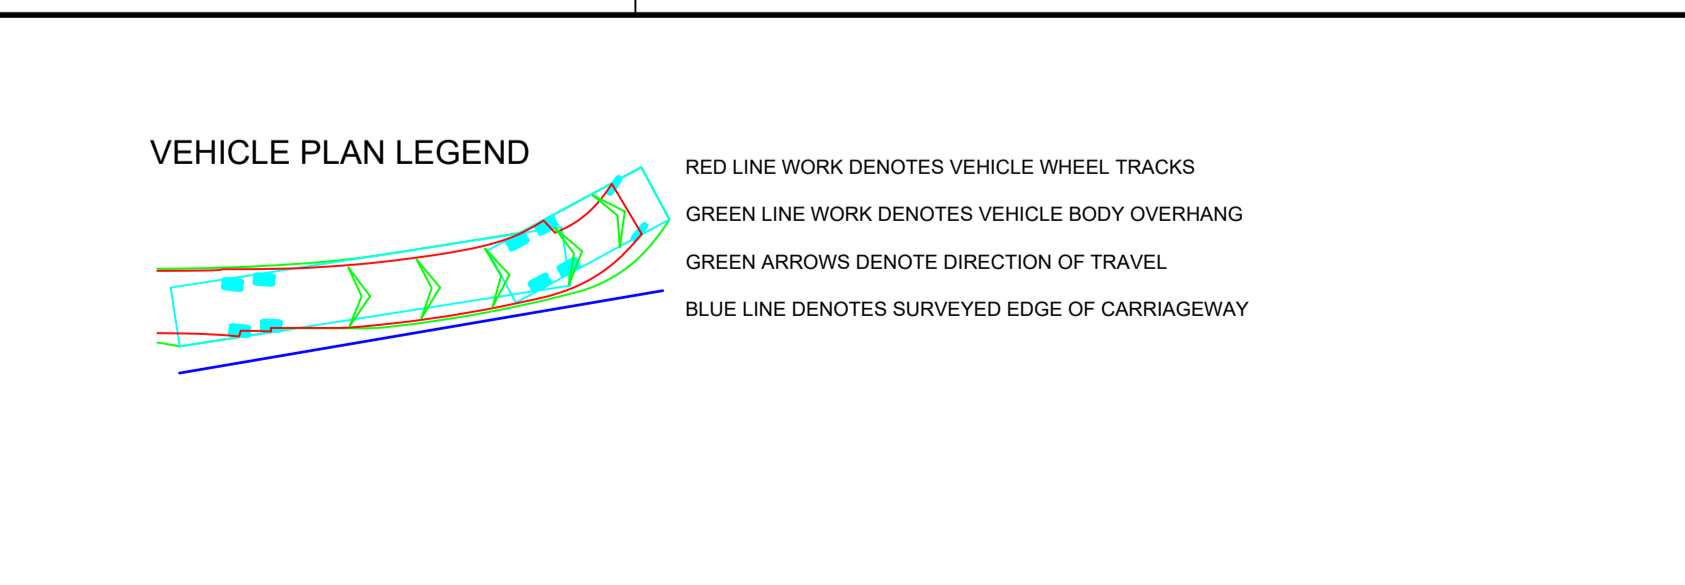 VEHICLE PLAN LEGEND
RED LINE WORK DENOTES VEHICLE WHEEL TRACKS
GREEN LINE WORK DENOTES VEHICLE BODY OVERHANG
GREEN ARROWS DENOTE DIRECTION OF TRAVEL
BLUE LINE DENOTES SURVEYED EDGE OF CARRIAGEWAY